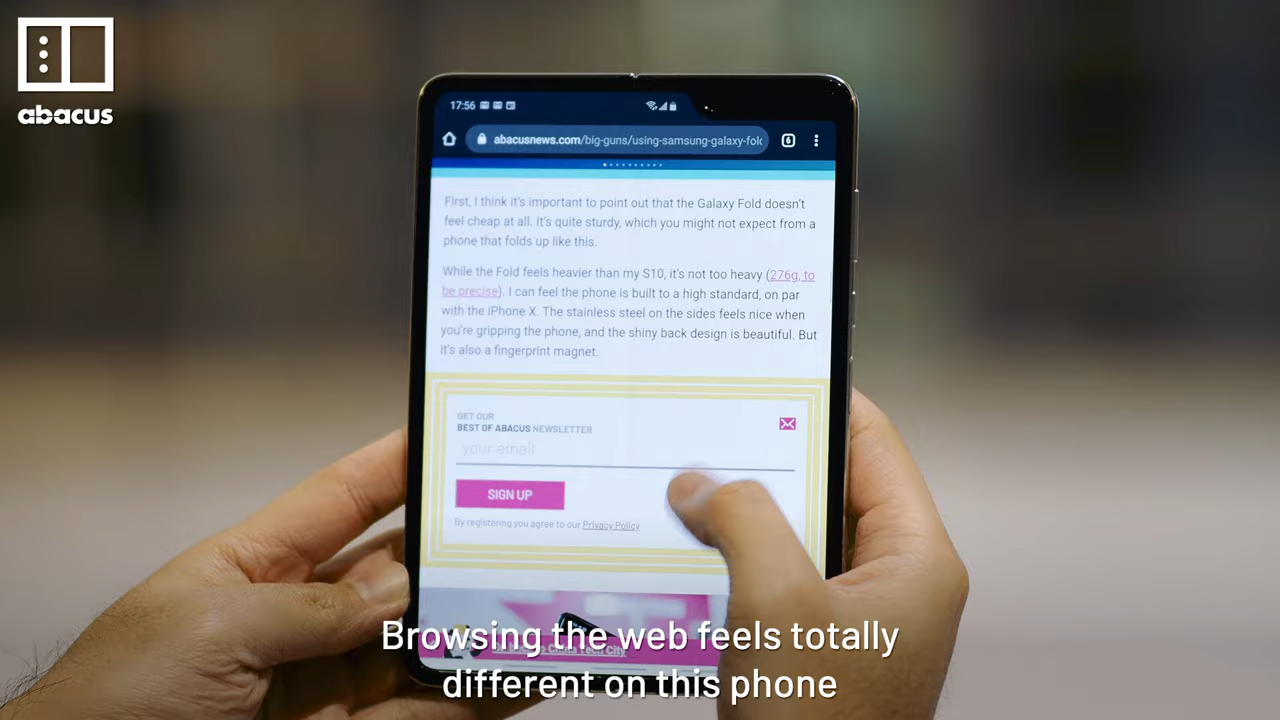 abacus
17:56
abacusnews.com/big-guns/using-samsung-galaxy-fol
6
First, I think it's important to point out that the Galaxy Fold doesn't
feel cheap at all. It's quite sturdy, which you might not expect from a
phone that folds up like this.
While the Fold feels heavier than my S10, it's not too heavy (276g, to
be precise). I can feel the phone is built to a high standard, on par
with the iPhone X. The stainless steel on the sides feels nice when
you're gripping the phone, and the shiny back design is beautiful. But
it's also a fingerprint magnet.
GET OUR
BEST OF ABACUS NEWSLETTER
your email
SIGN UP
By registering you agree to our Privacy Policy
China Tech City
Browsing the web feels totally
different on this phone